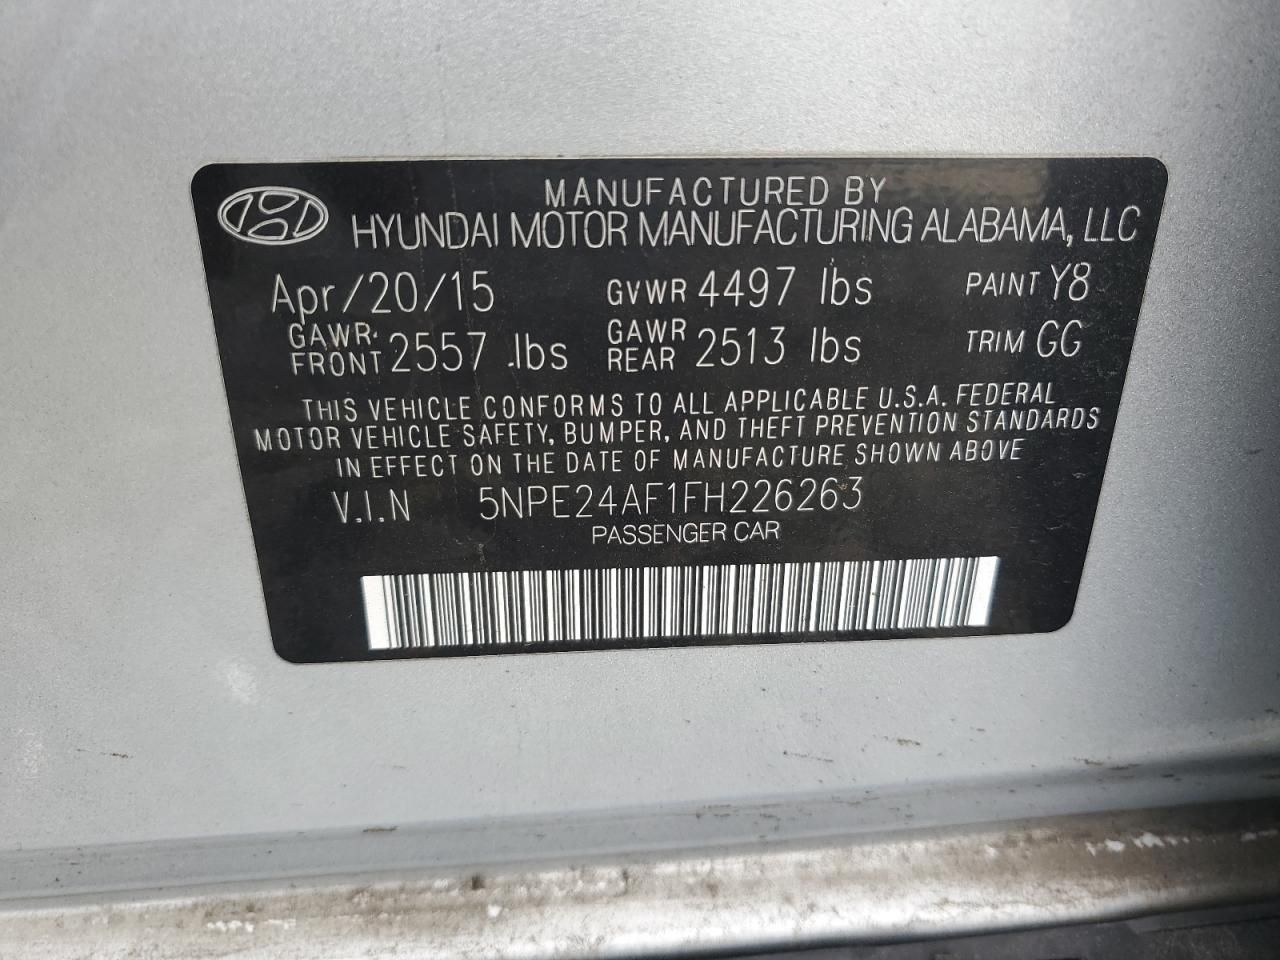 MANUFACTURED BY
HYUNDAI MOTOR MANUFACTURING ALABAMA, LLC
Apr/20/15 GVWR 4497 lbs PAINT Y8
GAWR FRONT 2557 lbs GAWR REAR 2513 lbs TRIM GG
THIS VEHICLE CONFORMS TO ALL APPLICABLE U.S.A. FEDERAL
MOTOR VEHICLE SAFETY, BUMPER, AND THEFT PREVENTION STANDARDS
IN EFFECT ON THE DATE OF MANUFACTURE SHOWN ABOVE
V.I.N 5NPE24AF1FH226263
PASSENGER CAR